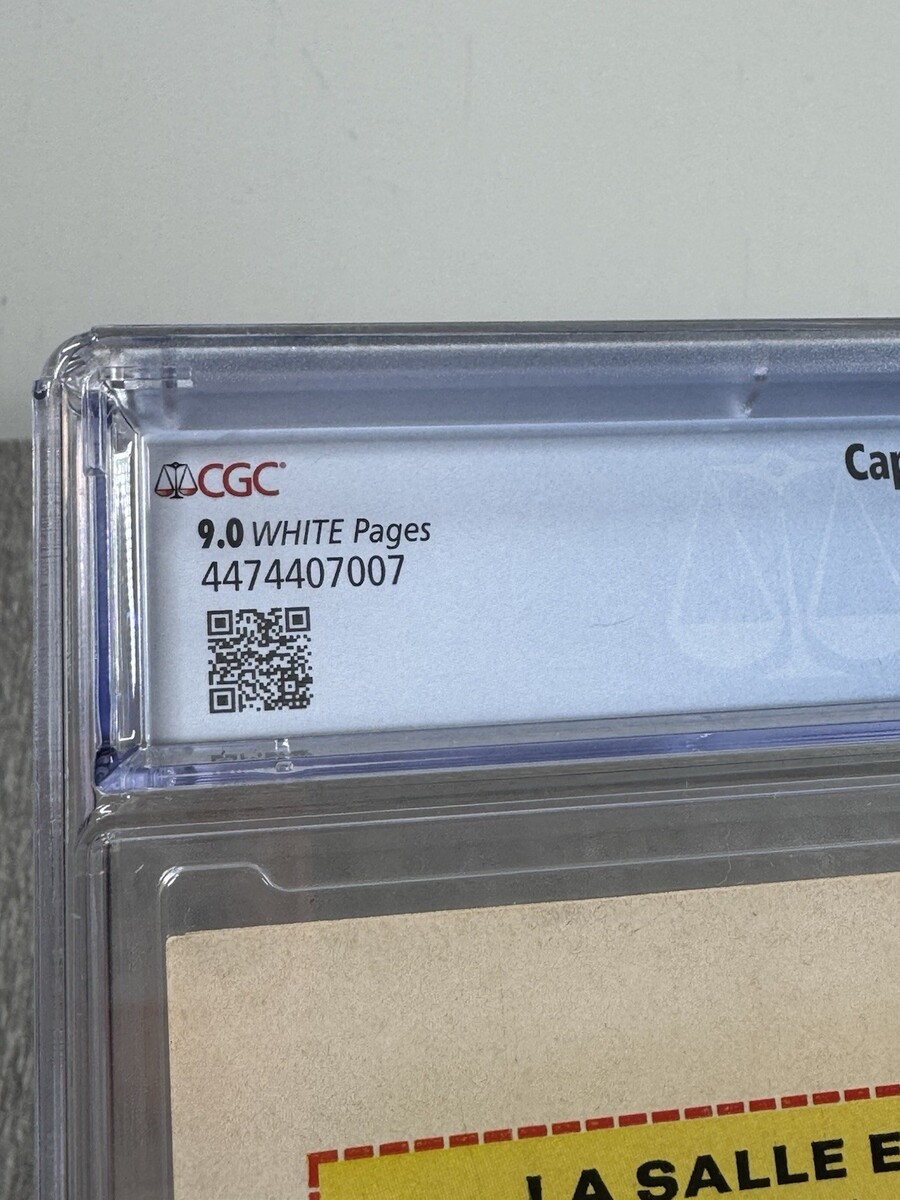 CGC
Cap
9.0 WHITE Pages
4474407007
LA SALLE E